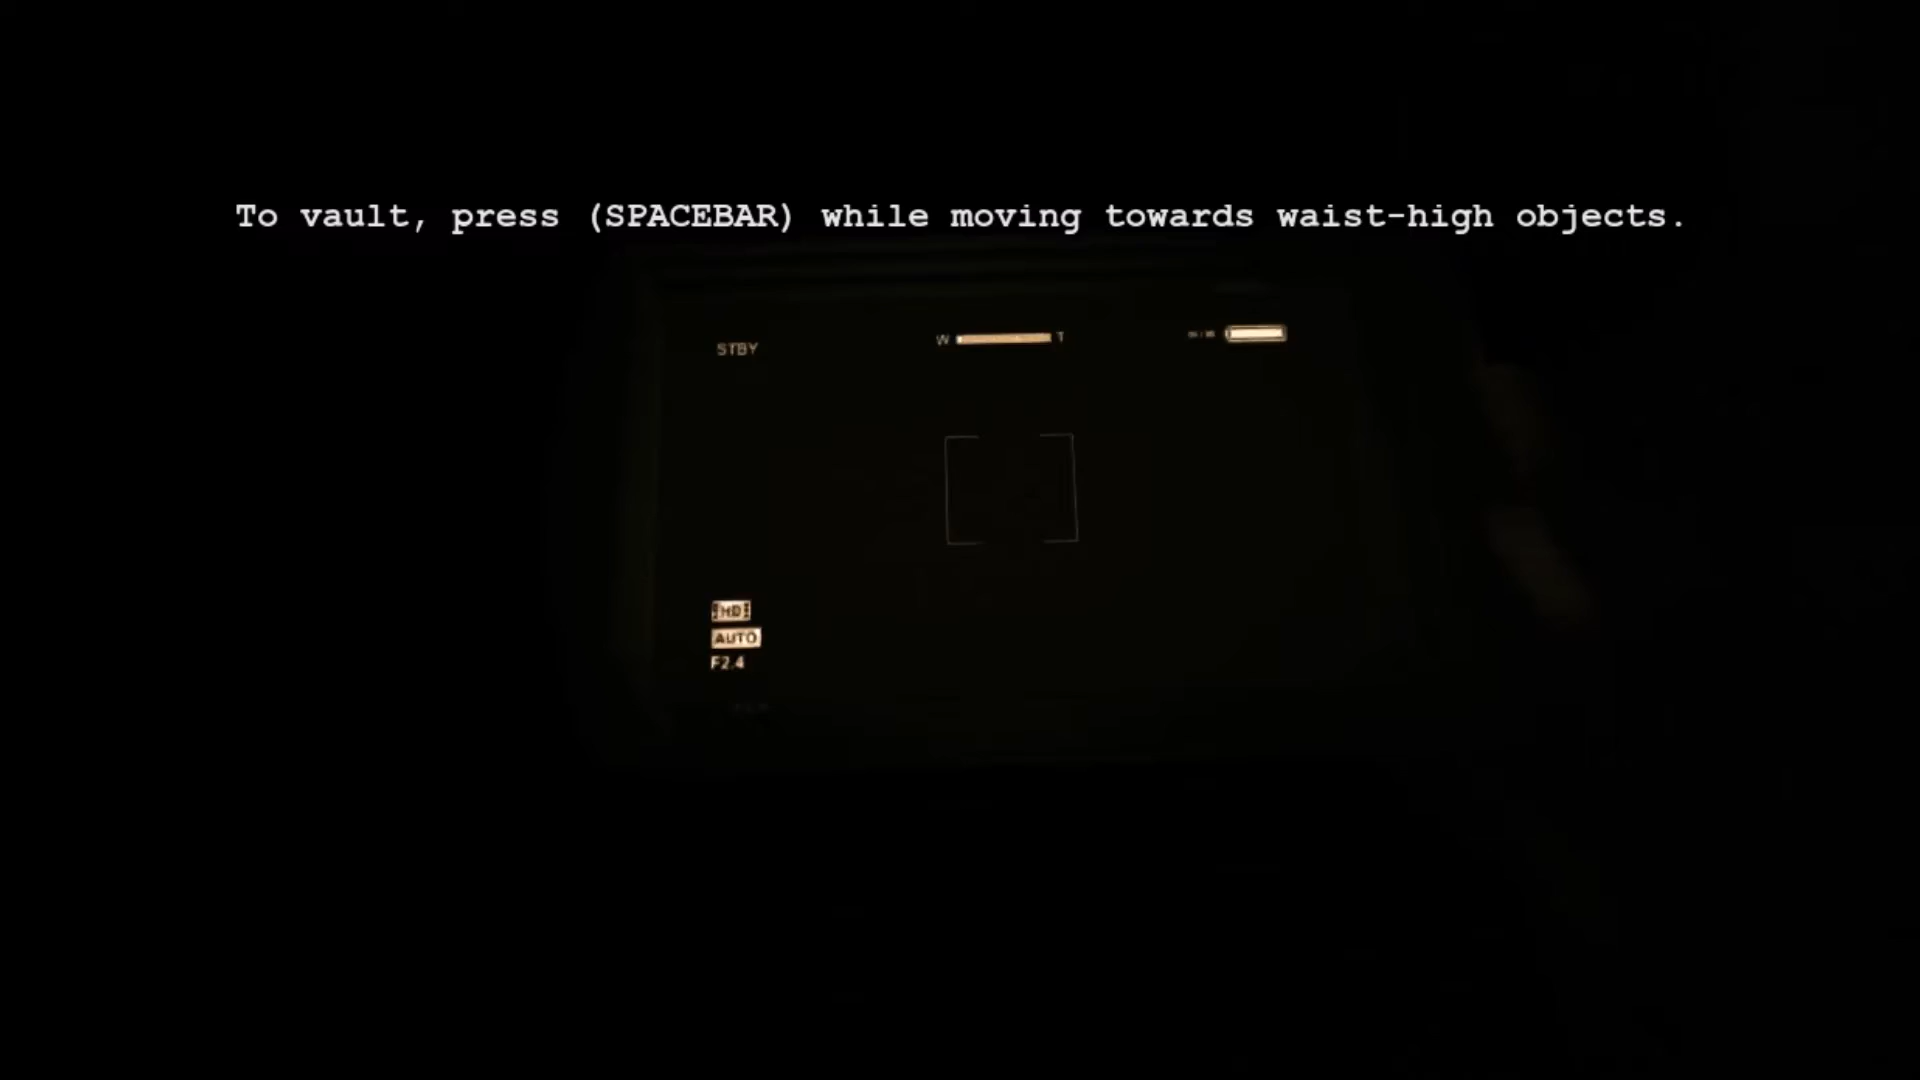 To vault, press (SPACEBAR) while moving towards waist-high objects.
STBY
W T
HD
AUTO
F2.4